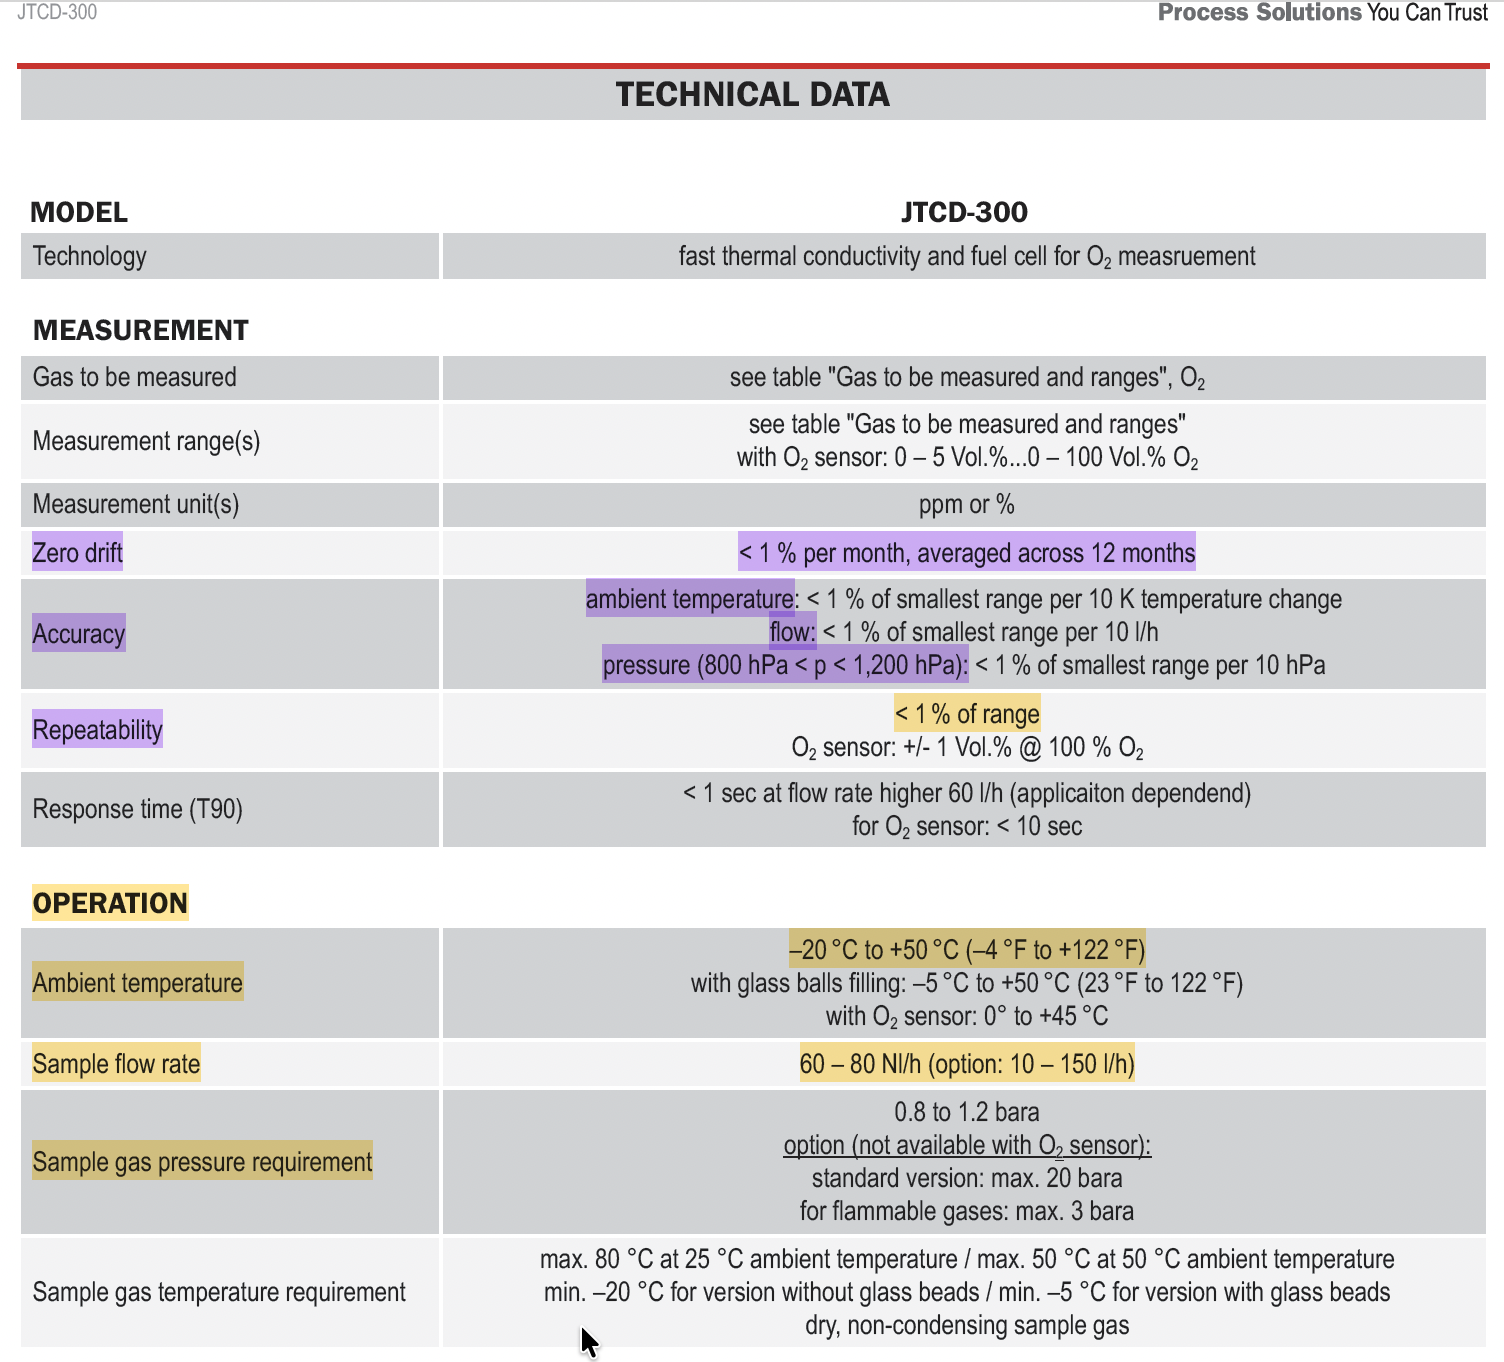 JTCD-300
Process Solutions You Can Trust
TECHNICAL DATA
MODEL
JTCD-300
Technology
fast thermal conductivity and fuel cell for O₂ measruement
MEASUREMENT
Gas to be measured
see table "Gas to be measured and ranges", O₂
Measurement range(s)
see table "Gas to be measured and ranges"
with O₂ sensor: 0 – 5 Vol.%...0 – 100 Vol.% O₂
Measurement unit(s)
ppm or %
Zero drift
< 1 % per month, averaged across 12 months
Accuracy
ambient temperature: < 1 % of smallest range per 10 K temperature change
flow: < 1 % of smallest range per 10 l/h
pressure (800 hPa < p < 1,200 hPa): < 1 % of smallest range per 10 hPa
Repeatability
< 1 % of range
O₂ sensor: +/- 1 Vol.% @ 100 % O₂
Response time (T90)
< 1 sec at flow rate higher 60 l/h (applicaiton dependend)
for O₂ sensor: < 10 sec
OPERATION
Ambient temperature
–20 °C to +50 °C (–4 °F to +122 °F)
with glass balls filling: –5 °C to +50 °C (23 °F to 122 °F)
with O₂ sensor: 0° to +45 °C
Sample flow rate
60 – 80 Nl/h (option: 10 – 150 l/h)
Sample gas pressure requirement
0.8 to 1.2 bara
option (not available with O₂ sensor):
standard version: max. 20 bara
for flammable gases: max. 3 bara
Sample gas temperature requirement
max. 80 °C at 25 °C ambient temperature / max. 50 °C at 50 °C ambient temperature
min. –20 °C for version without glass beads / min. –5 °C for version with glass beads
dry, non-condensing sample gas